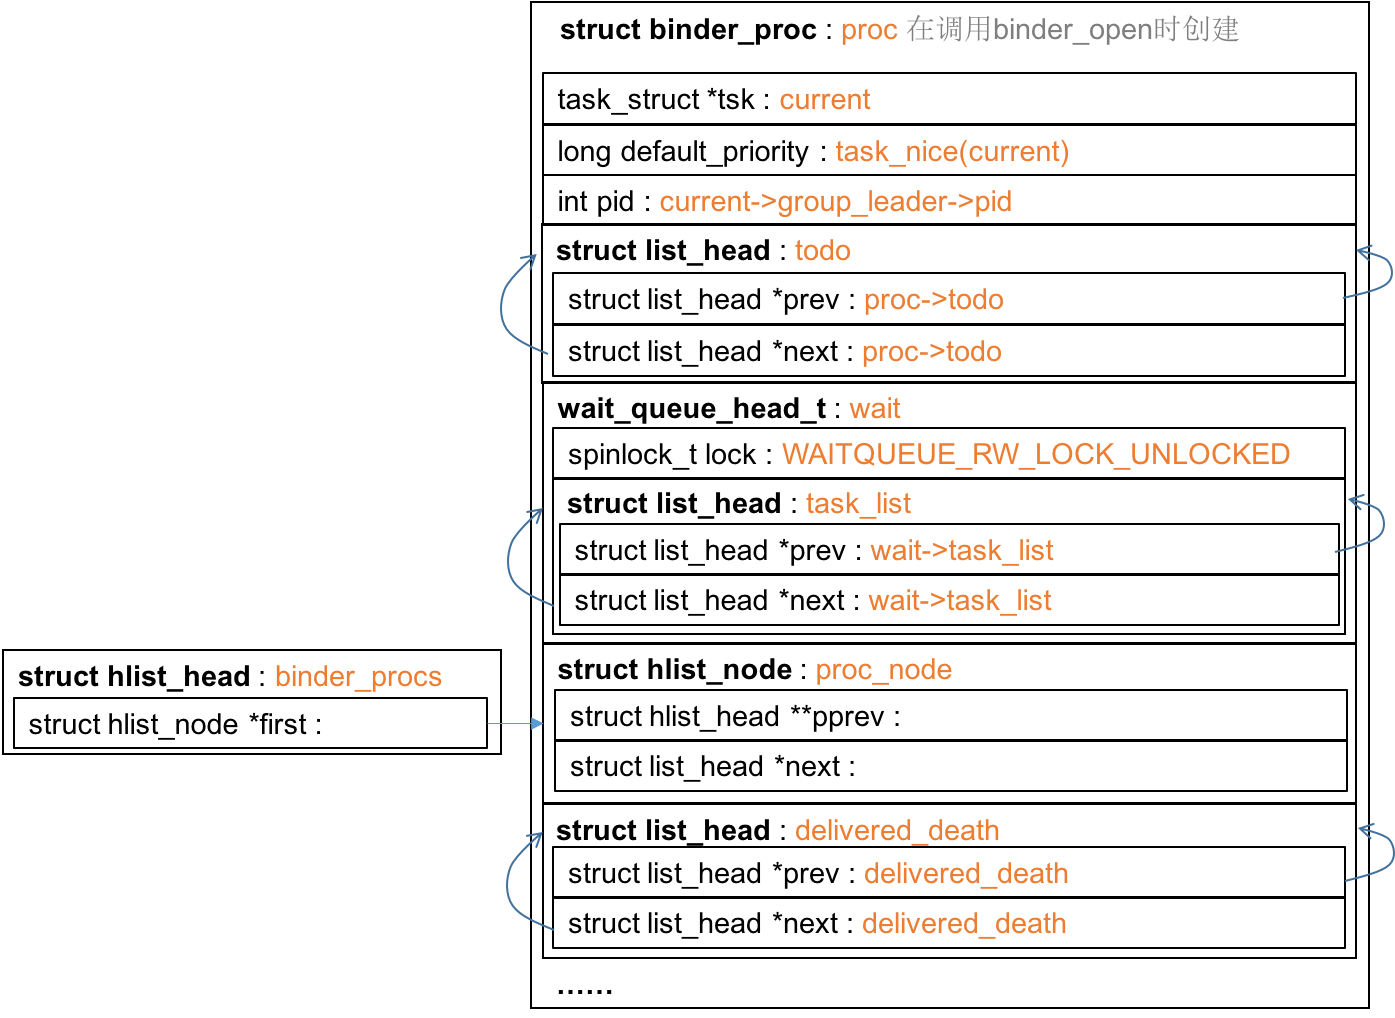 struct binder_proc : proc 在调用binder_open时创建
task_struct *tsk : current
long default_priority : task_nice(current)
int pid : current->group_leader->pid
struct list_head : todo
struct list_head *prev : proc->todo
struct list_head *next : proc->todo
wait_queue_head_t : wait
spinlock_t lock : WAITQUEUE_RW_LOCK_UNLOCKED
struct list_head : task_list
struct list_head *prev : wait->task_list
struct list_head *next : wait->task_list
struct hlist_head : binder_procs
struct hlist_node *first :
struct hlist_node : proc_node
struct hlist_head **pprev :
struct list_head *next :
struct list_head : delivered_death
struct list_head *prev : delivered_death
struct list_head *next : delivered_death
......